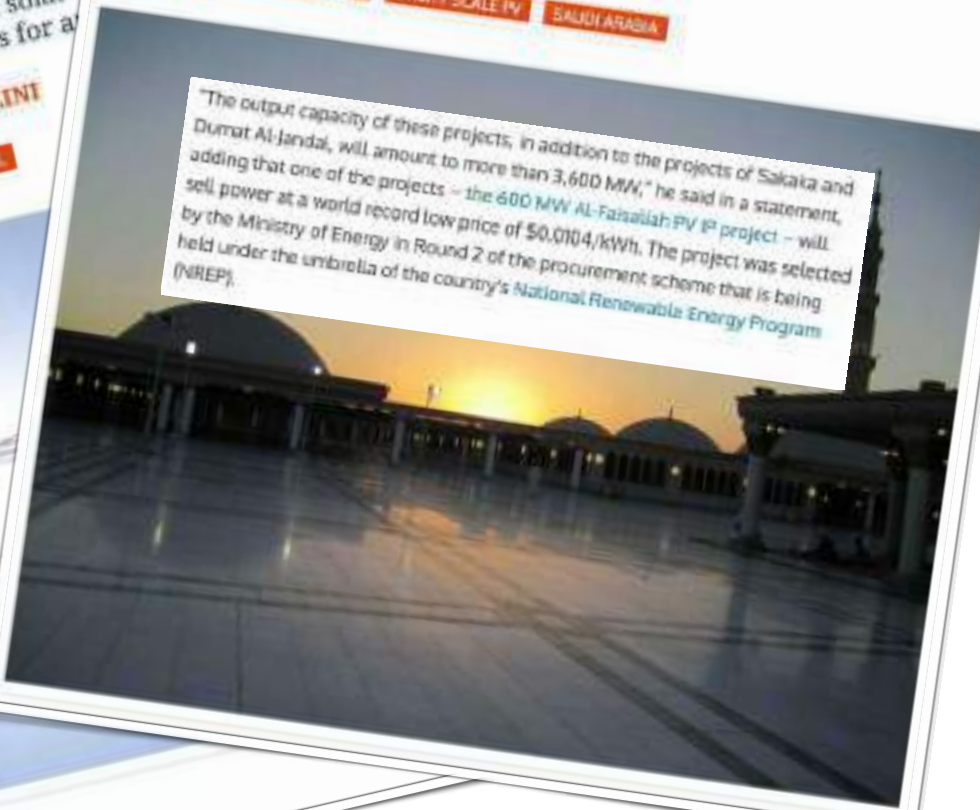 s for a
SCALE PV
SAUDI ARABIA
"The output capacity of these projects, in addition to the projects of Sakaka and
Dumat Al-Jandal, will amount to more than 3,600 MW," he said in a statement,
adding that one of the projects – the 600 MW AL-Faisaliah PV IP project – will
sell power at a world record low price of $0.0104/kWh. The project was selected
by the Ministry of Energy in Round 2 of the procurement scheme that is being
held under the umbrella of the country's National Renewable Energy Program
(NREP).